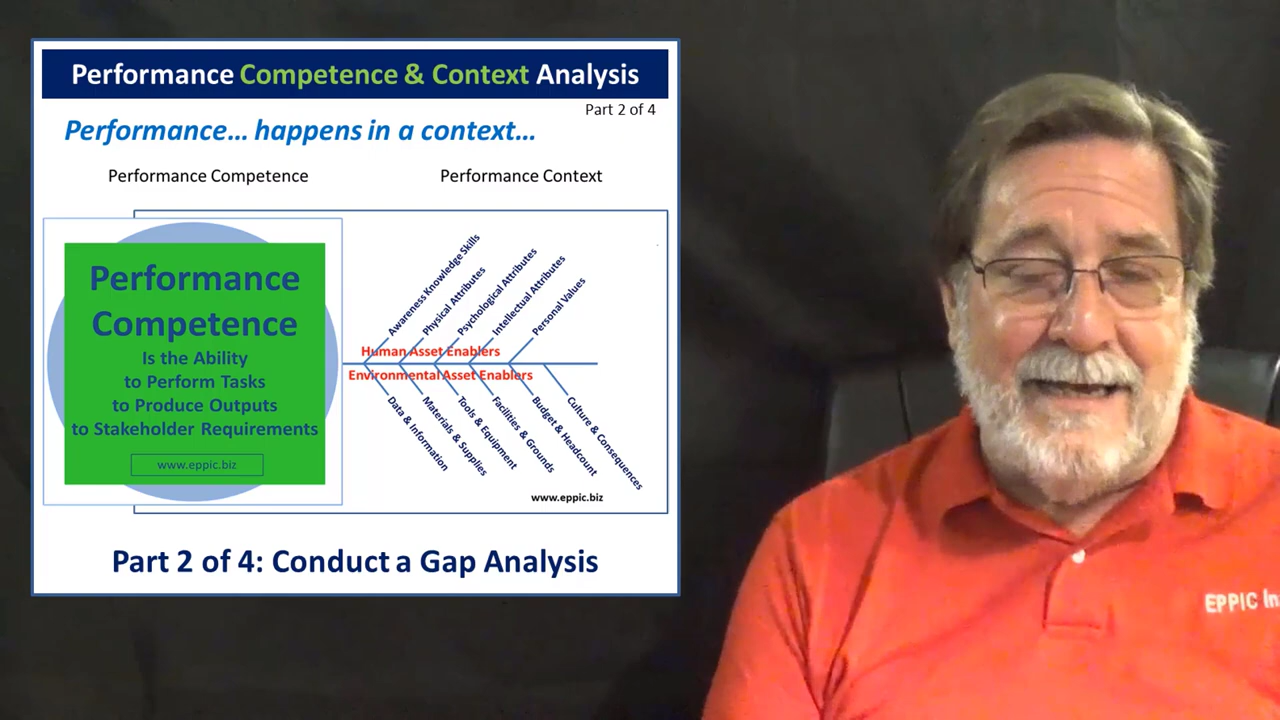 Performance Competence & Context Analysis
Part 2 of 4
Performance... happens in a context...
Performance Competence
Performance Context
Performance
Competence
Is the Ability
to Perform Tasks
to Produce Outputs
to Stakeholder Requirements
www.eppic.biz
Awareness Knowledge Skills
Physical Attributes
Psychological Attributes
Intellectual Attributes
Personal Values
Human Asset Enablers
Environmental Asset Enablers
Data & Information
Materials & Supplies
Tools & Equipment
Facilities & Grounds
Budget & Headcount
Culture & Consequences
www.eppic.biz
Part 2 of 4: Conduct a Gap Analysis
EPPIC In